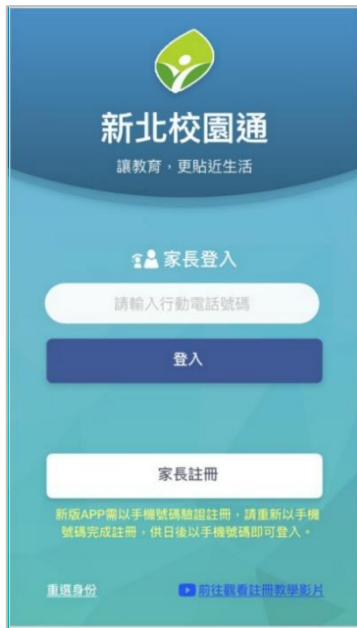 新北校園通
讓教育，更貼近生活
家長登入
請輸入行動電話號碼
登入
家長註冊
新版APP需以手機號碼驗證註冊，請重新以手機
號碼完成註冊，供日後以手機號碼即可登入。
重選身份
前往觀看註冊教學影片